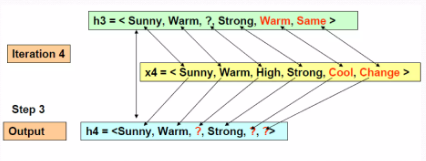 h3 = < Sunny, Warm, ?, Strong, Warm, Same >
Iteration 4
x4 = < Sunny, Warm, High, Strong, Cool, Change >
Step 3
Output
h4 = <Sunny, Warm, ?, Strong, ?, ?>